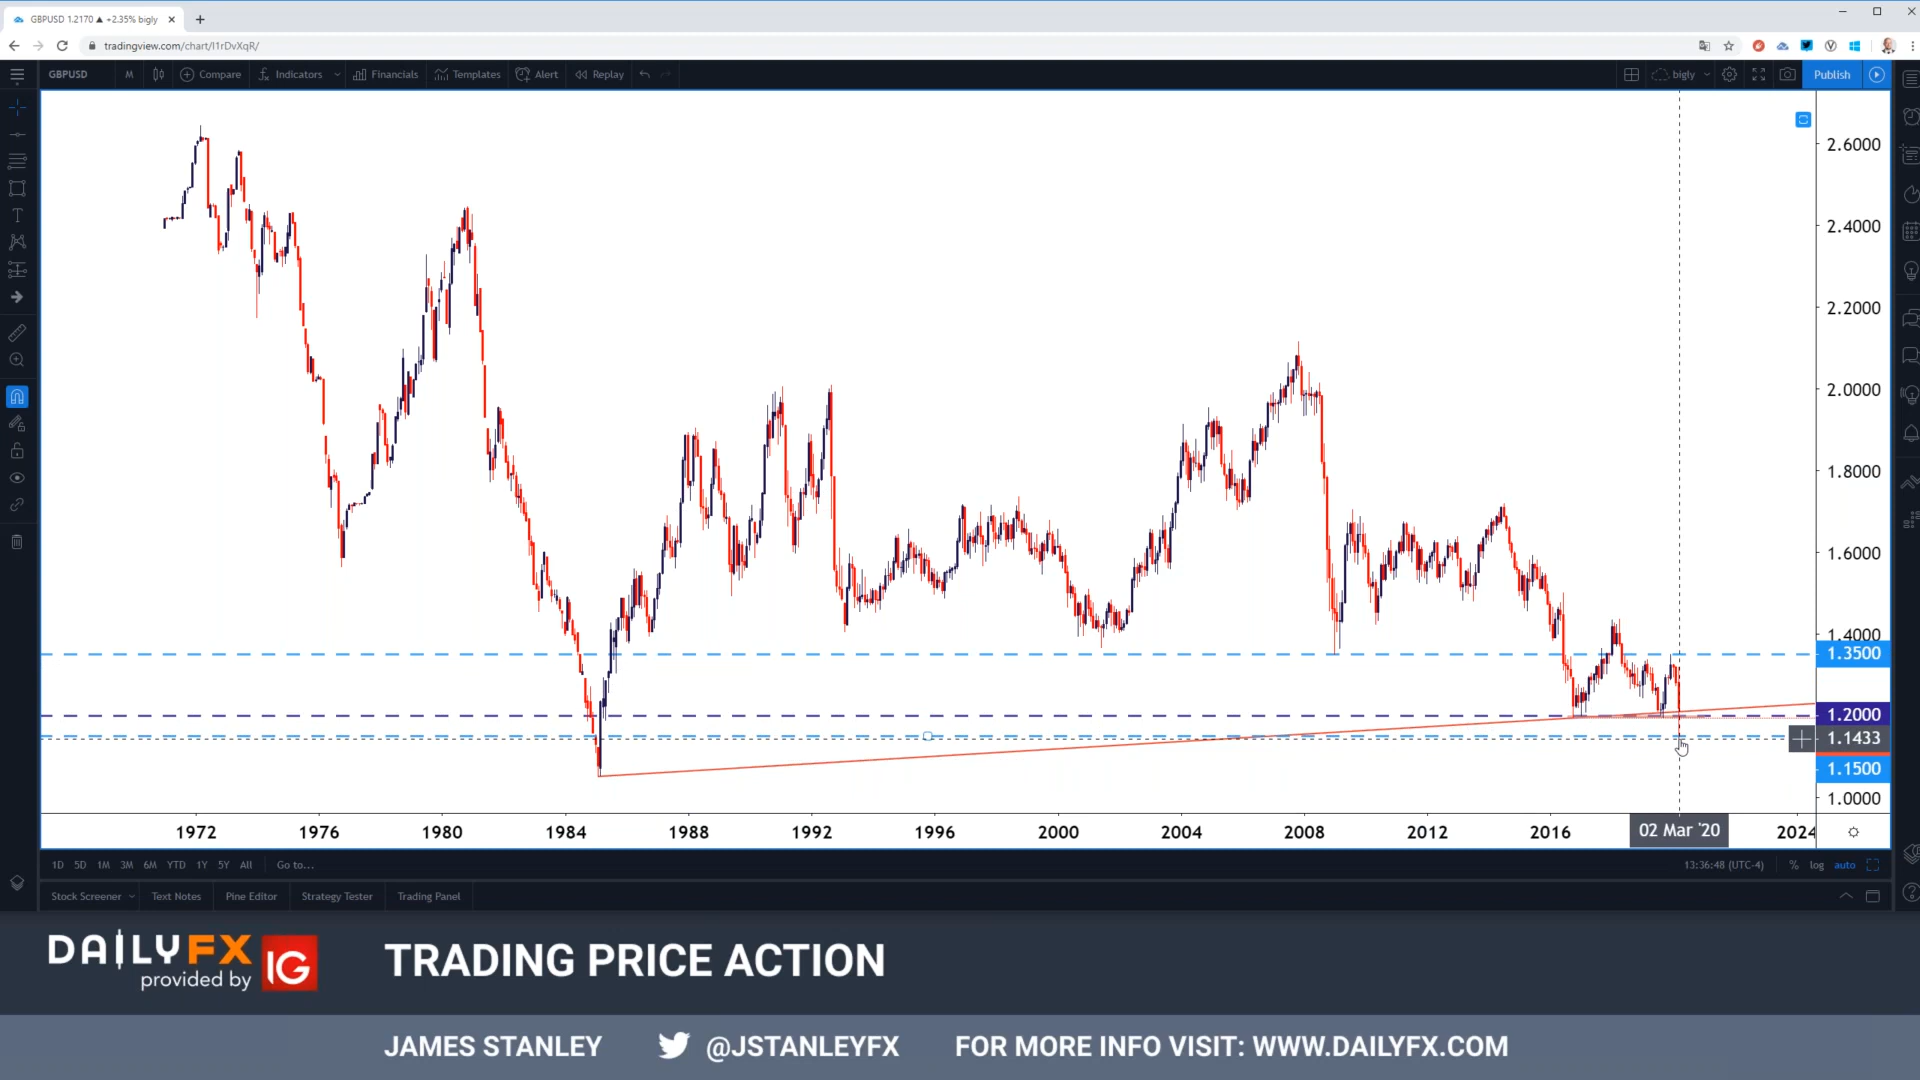 GBPUSD 1.2170 ▲ +2.35% bigly
tradingview.com/chart/I1rDvXqR/
GBPUSD M Compare Indicators Financials Templates Alert Replay bigly Publish
2.6000
2.4000
2.2000
2.0000
1.8000
1.6000
1.4000
1.3500
1.2000
1.1433
1.1500
1.0000
1972 1976 1980 1984 1988 1992 1996 2000 2004 2008 2012 2016 02 Mar '20 2024
1D 5D 1M 3M 6M YTD 1Y 5Y All Go to... 13:36:48 (UTC-4) % log auto
Stock Screener Text Notes Pine Editor Strategy Tester Trading Panel
DAILYFX
provided by IG
TRADING PRICE ACTION
JAMES STANLEY @JSTANLEYFX FOR MORE INFO VISIT: WWW.DAILYFX.COM